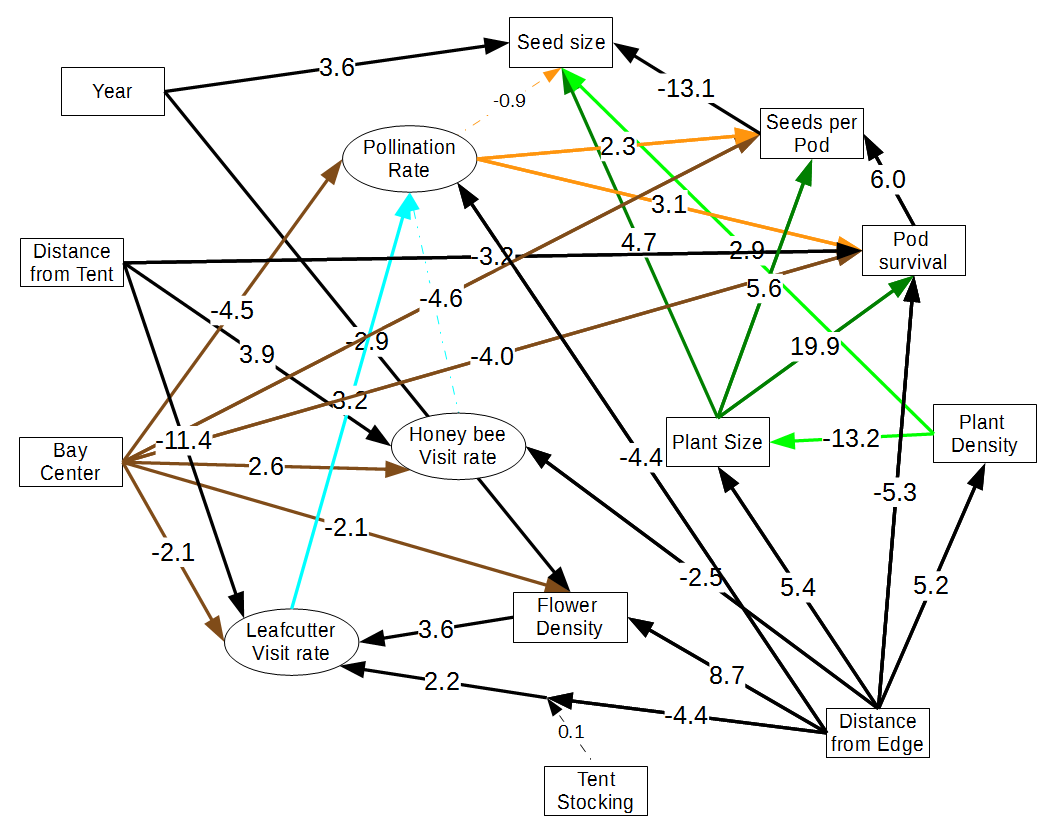 Seed size
3.6
Year
-0.9
-13.1
Seeds per
Pod
Pollination
Rate
2.3
6.0
3.1
Pod
survival
Distance
from Tent
-3.2
4.7
2.9
5.6
-4.5
-4.6
3.9
-2.9
-4.0
19.9
3.2
Honey bee
Visit rate
Plant Size
-13.2
Plant
Density
Bay
Center
-11.4
2.6
-4.4
-5.3
-2.1
-2.1
-2.5
5.4
5.2
Flower
Density
Leafcutter
Visit rate
3.6
2.2
8.7
-4.4
0.1
Distance
from Edge
Tent
Stocking